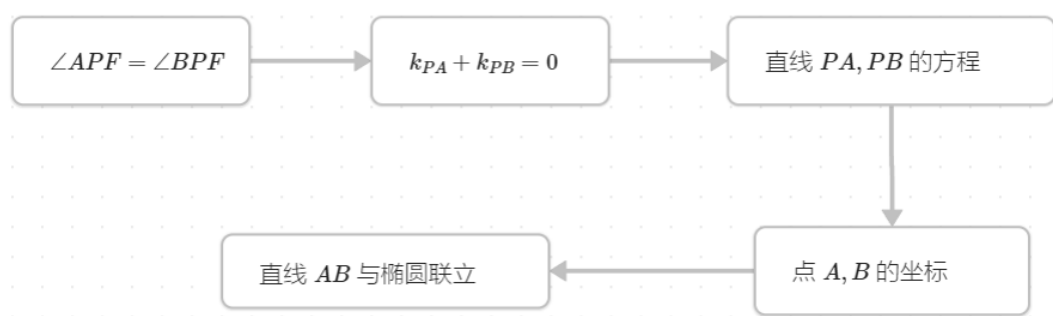 ∠APF = ∠BPF
k_{PA} + k_{PB} = 0
直线 PA, PB 的方程
点 A, B 的坐标
直线 AB 与椭圆联立